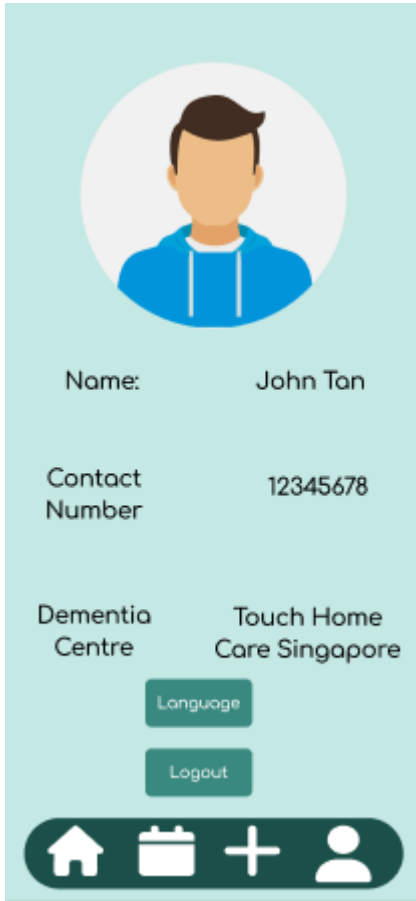 Name:
John Tan
Contact
Number
12345678
Dementia
Centre
Touch Home
Care Singapore
Language
Logout